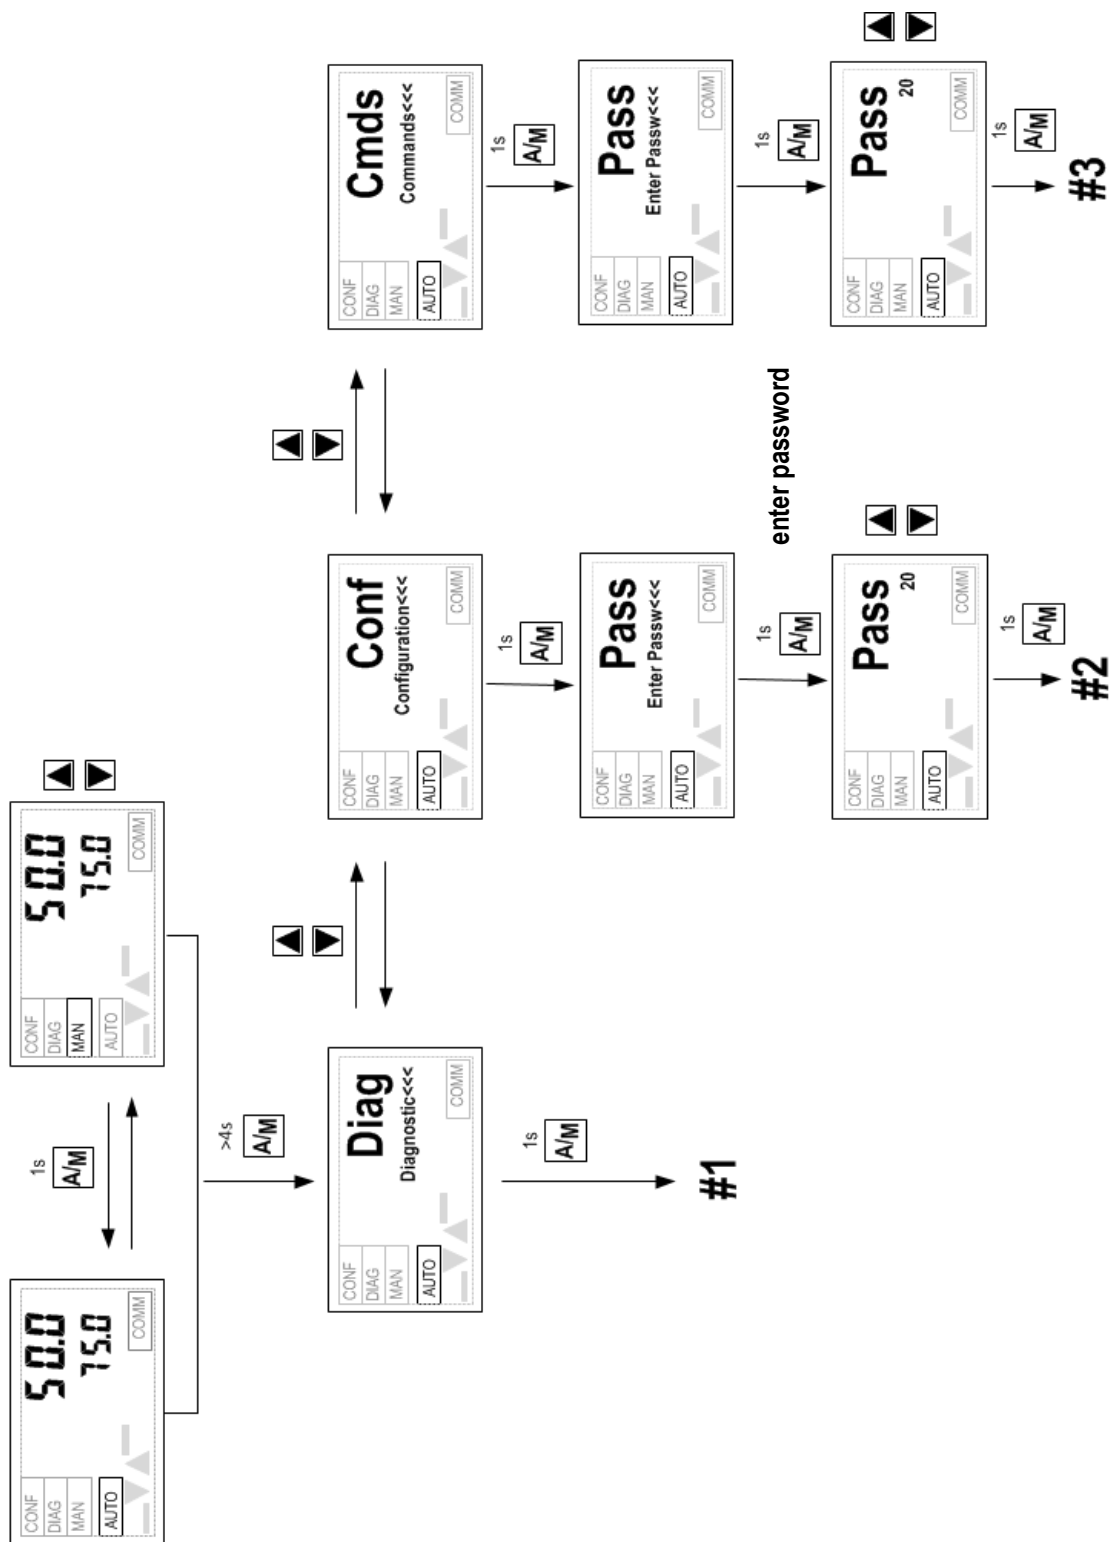 CONF
DIAG
MAN
AUTO
50.0
75.0
COMM
1s
A/M
CONF
DIAG
MAN
AUTO
50.0
75.0
COMM
>4s
A/M
CONF
DIAG
MAN
AUTO
Diag
Diagnostic<<<
COMM
CONF
DIAG
MAN
AUTO
Conf
Configuration<<<
COMM
CONF
DIAG
MAN
AUTO
Cmds
Commands<<<
COMM
1s
A/M
1s
A/M
1s
A/M
#1
CONF
DIAG
MAN
AUTO
Pass
Enter Passw<<<
COMM
CONF
DIAG
MAN
AUTO
Pass
Enter Passw<<<
COMM
1s
A/M
enter password
1s
A/M
CONF
DIAG
MAN
AUTO
Pass
20
COMM
CONF
DIAG
MAN
AUTO
Pass
20
COMM
1s
A/M
1s
A/M
#2
#3